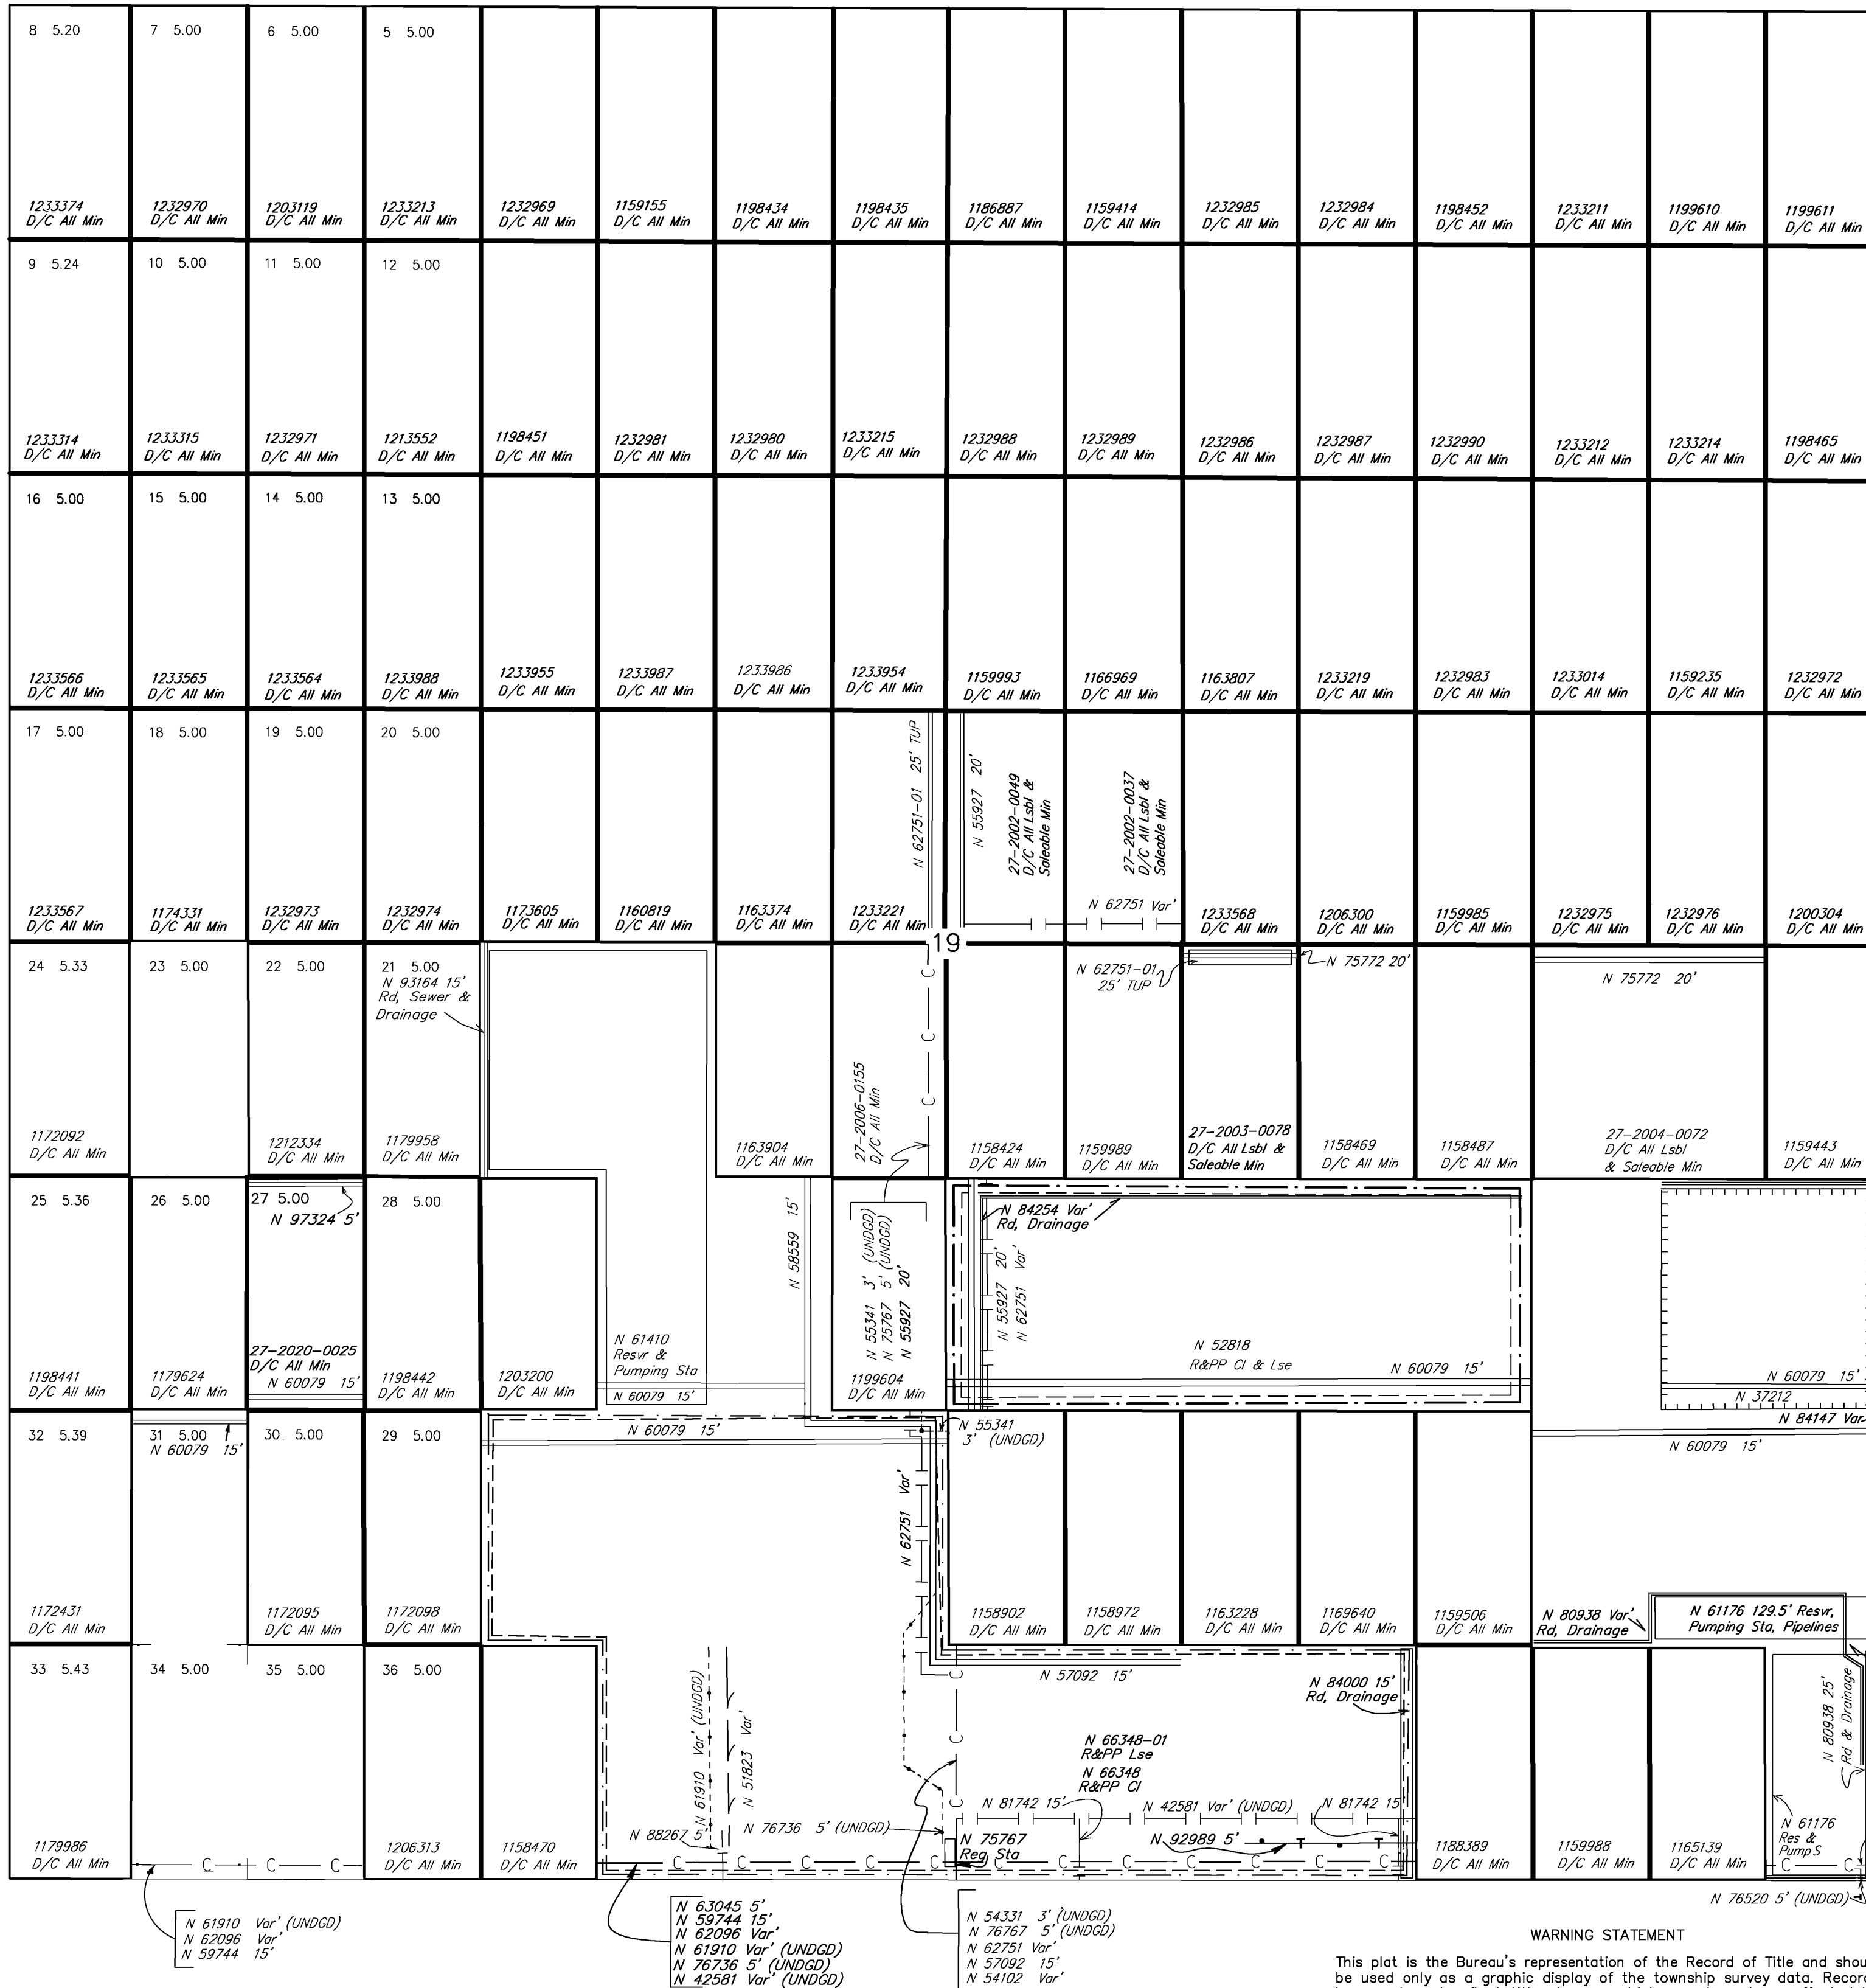 8 5.20
7 5.00
6 5.00
5 5.00
1233374
D/C All Min
1232970
D/C All Min
1203119
D/C All Min
1233213
D/C All Min
1232969
D/C All Min
1159155
D/C All Min
1198434
D/C All Min
1198435
D/C All Min
1186887
D/C All Min
1159414
D/C All Min
1232985
D/C All Min
1232984
D/C All Min
1198452
D/C All Min
1233211
D/C All Min
1199610
D/C All Min
1199611
D/C All Min
9 5.24
10 5.00
11 5.00
12 5.00
1233314
D/C All Min
1233315
D/C All Min
1232971
D/C All Min
1213552
D/C All Min
1198451
D/C All Min
1232981
D/C All Min
1232980
D/C All Min
1233215
D/C All Min
1232988
D/C All Min
1232989
D/C All Min
1232986
D/C All Min
1232987
D/C All Min
1232990
D/C All Min
1233212
D/C All Min
1233214
D/C All Min
1198465
D/C All Min
16 5.00
15 5.00
14 5.00
13 5.00
1233566
D/C All Min
1233565
D/C All Min
1233564
D/C All Min
1233988
D/C All Min
1233955
D/C All Min
1233987
D/C All Min
1233986
D/C All Min
1233954
D/C All Min
1159993
D/C All Min
1166969
D/C All Min
1163807
D/C All Min
1233219
D/C All Min
1232983
D/C All Min
1233014
D/C All Min
1159235
D/C All Min
1232972
D/C All Min
17 5.00
18 5.00
19 5.00
20 5.00
N 62751-01 25' TUP
N 55927 20'
27-2002-0049
D/C All Lsbl &
Saleable Min
27-2002-0037
D/C All Lsbl &
Saleable Min
N 62751 Var'
1233567
D/C All Min
1174331
D/C All Min
1232973
D/C All Min
1232974
D/C All Min
1173605
D/C All Min
1160819
D/C All Min
1163374
D/C All Min
1233221
D/C All Min
1233568
D/C All Min
1206300
D/C All Min
1159985
D/C All Min
1232975
D/C All Min
1232976
D/C All Min
1200304
D/C All Min
19
24 5.33
23 5.00
22 5.00
21 5.00
N 93164 15'
Rd, Sewer &
Drainage
C
C
C
N 62751-01
25' TUP
N 75772 20'
N 75772 20'
27-2006-0155
D/C All Min
1172092
D/C All Min
1212334
D/C All Min
1179958
D/C All Min
1163904
D/C All Min
1158424
D/C All Min
1159989
D/C All Min
27-2003-0078
D/C All Lsbl &
Saleable Min
1158469
D/C All Min
1158487
D/C All Min
27-2004-0072
D/C All Lsbl
& Saleable Min
1159443
D/C All Min
25 5.36
26 5.00
27 5.00
N 97324 5'
28 5.00
N 58559 15'
N 55341 3' (UNDGD)
N 75767 5' (UNDGD)
N 55927 20'
N 84254 Var'
Rd, Drainage
N 55927 20'
N 62751 Var'
N 61410
Resvr &
Pumping Sta
N 60079 15'
N 52818
R&PP Cl & Lse
N 60079 15'
N 60079 15'
N 37212
N 84147 Var
1198441
D/C All Min
1179624
D/C All Min
27-2020-0025
D/C All Min
N 60079 15'
1198442
D/C All Min
1203200
D/C All Min
1199604
D/C All Min
32 5.39
31 5.00
N 60079 15'
30 5.00
29 5.00
N 60079 15'
N 55341
3' (UNDGD)
N 60079 15'
N 62751 Var'
1172431
D/C All Min
1172095
D/C All Min
1172098
D/C All Min
1158902
D/C All Min
1158972
D/C All Min
1163228
D/C All Min
1169640
D/C All Min
1159506
D/C All Min
N 80938 Var'
Rd, Drainage
N 61176 129.5' Resvr,
Pumping Sta, Pipelines
33 5.43
34 5.00
35 5.00
36 5.00
N 61910 Var' (UNDGD)
N 51823 Var'
C
C
C
N 57092 15'
N 84000 15'
Rd, Drainage
N 80938 25'
Rd & Drainage
N 66348-01
R&PP Lse
N 66348
R&PP Cl
N 81742 15'
N 42581 Var' (UNDGD)
N 81742 15
N 88267 5'
N 76736 5' (UNDGD)
N 75767
Reg Sta
N 92989 5'
T
T
N 61176
Res &
Pump S
1179986
D/C All Min
1206313
D/C All Min
1158470
D/C All Min
1188389
D/C All Min
1159988
D/C All Min
1165139
D/C All Min
C C C
C C C C C C C C C C C C
C C
N 76520 5' (UNDGD)
N 61910 Var' (UNDGD)
N 62096 Var'
N 59744 15'
N 63045 5'
N 59744 15'
N 62096 Var'
N 61910 Var' (UNDGD)
N 76736 5' (UNDGD)
N 42581 Var' (UNDGD)
N 54331 3' (UNDGD)
N 76767 5' (UNDGD)
N 62751 Var'
N 57092 15'
N 54102 Var'
WARNING STATEMENT
This plat is the Bureau's representation of the Record of Title and shou
be used only as a graphic display of the township survey data. Recor